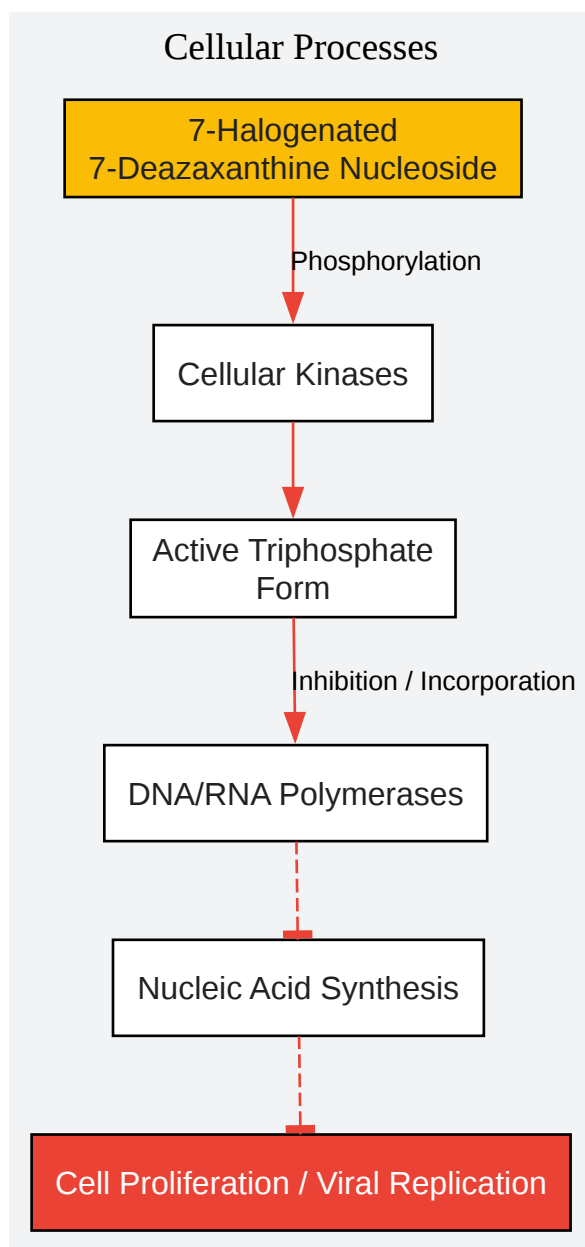 Cellular Processes
7-Halogenated
7-Deazaxanthine Nucleoside
Phosphorylation
Cellular Kinases
Active Triphosphate
Form
Inhibition / Incorporation
DNA/RNA Polymerases
Nucleic Acid Synthesis
Cell Proliferation / Viral Replication